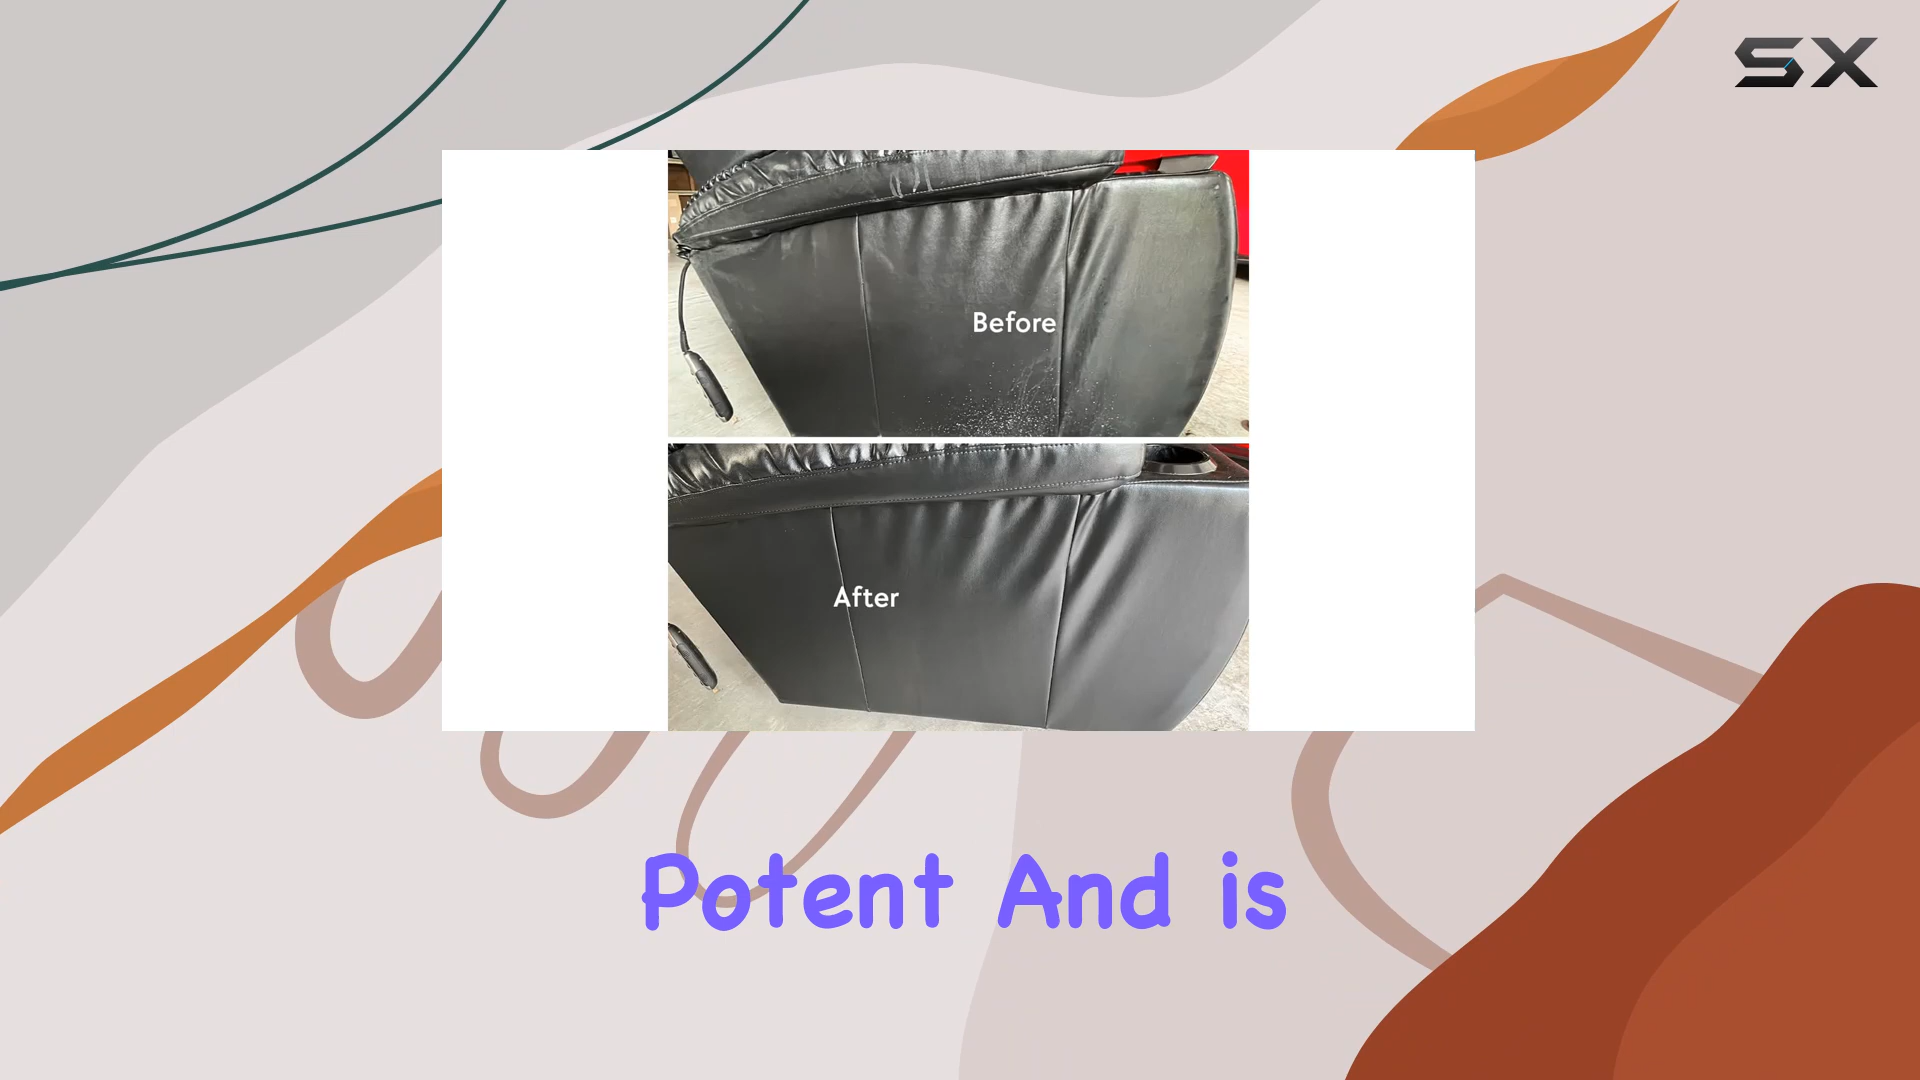 SX
Before
After
Potent And is